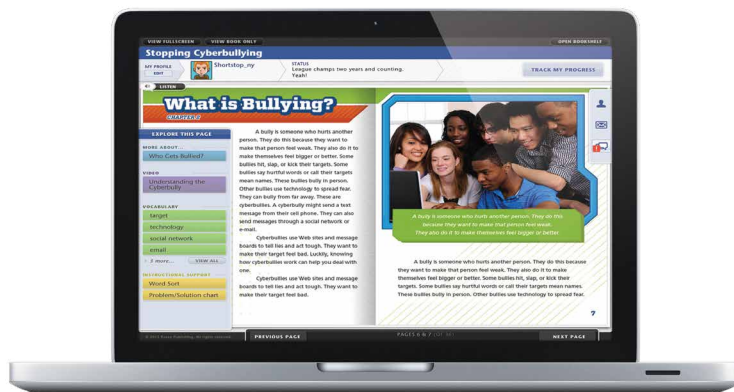 VIEW FULLSCREEN
VIEW BOOK ONLY
OPEN BOOKSHELF
Stopping Cyberbullying
MY PROFILE
EDIT
Shortstop_ny
STATUS
League champs two years and counting.
Yeah!
TRACK MY PROGRESS
LISTEN
What is Bullying?
EXPLORE THIS PAGE
MORE ABOUT...
Who Gets Bullied?
VIDEO
Understanding the
Cyberbully
VOCABULARY
target
technology
social network
email
2 more...
VIEW ALL
INSTRUCTIONAL SUPPORT
Word Sort
Problem/Solution chart
A bully is someone who hurts another
person. They do this because they want to
make that person feel weak. They also do it to
make themselves feel bigger or better. Some
bullies hit, slap, or kick their targets. Some
bullies say hurtful words or call their targets
mean names. These bullies bully in person.
Other bullies use technology to spread fear.
They can bully from far away. These are
cyberbullies. A cyberbully might send a text
message from their cell phone. They can also
send messages through a social network or
e-mail.
Cyberbullies use Web sites and message
boards to tell lies and act tough. They want to
make their target feel bad. Luckily, knowing
how cyberbullies work can help you deal with
one.
Cyberbullies use Web sites and message
boards to tell lies and act tough. They want to
make their target feel bad.
A bully is someone who hurts another person. They do this
because they want to make that person feel weak.
They also do it to make themselves feel bigger or better.
A bully is someone who hurts another person. They do this because
they want to make that person feel weak. They also do it to make
themselves feel bigger or better. Some bullies hit, slap, or kick their
targets. Some bullies say hurtful words or call their targets mean names.
These bullies bully in person. Other bullies use technology to spread fear.
7
PREVIOUS PAGE
PAGES 6 & 7
NEXT PAGE